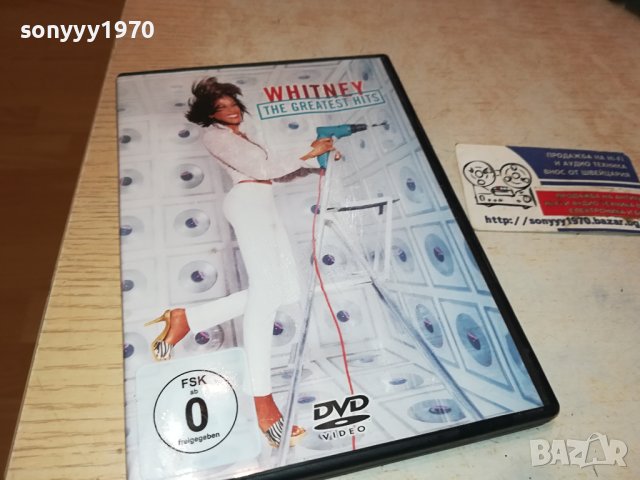 sonyyy1970
WHITNEY
THE GREATEST HITS
ПРОДАЖБА НА HI-FI
И АУДИО ТЕХНИКА
ВНОС ОТ ШВЕЙЦАРИЯ
http://sonyyy1970.bazar.bg
FSK
ab
0
freigegeben
DVD
VIDEO
BAZAR